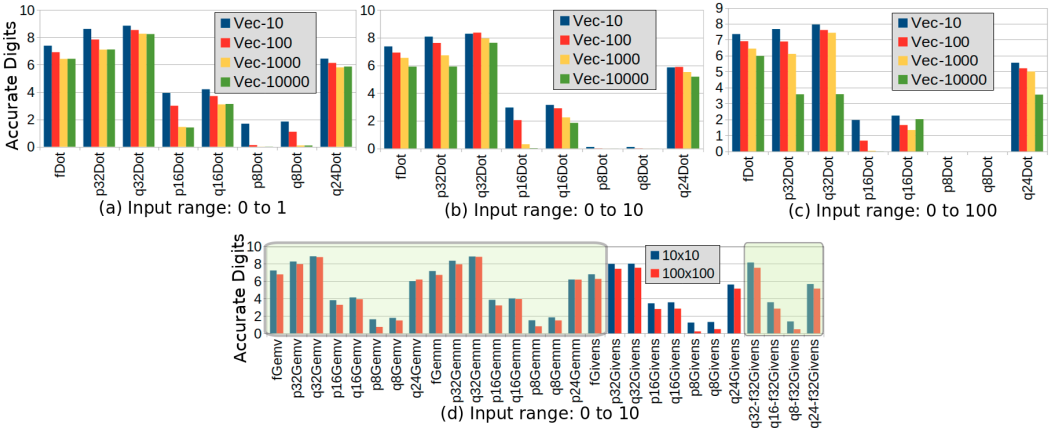 Accurate Digits
10
8
6
4
2
0
Vec-10
Vec-100
Vec-1000
Vec-10000
fDot
p32Dot
q32Dot
p16Dot
q16Dot
p8Dot
q8Dot
q24Dot
(a) Input range: 0 to 1
10
8
6
4
2
0
Vec-10
Vec-100
Vec-1000
Vec-10000
fDot
p32Dot
q32Dot
p16Dot
q16Dot
p8Dot
q8Dot
q24Dot
(b) Input range: 0 to 10
9
8
7
6
5
4
3
2
1
0
Vec-10
Vec-100
Vec-1000
Vec-10000
fDot
p32Dot
q32Dot
p16Dot
q16Dot
p8Dot
q8Dot
q24Dot
(c) Input range: 0 to 100
Accurate Digits
10
8
6
4
2
0
10x10
100x100
fGemv
p32Gemv
q32Gemv
p16Gemv
q16Gemv
p8Gemv
q8Gemv
q24Gemv
fGemm
p32Gemm
q32Gemm
p16Gemm
q16Gemm
p8Gemm
q8Gemm
p24Gemm
fGivens
p32Givens
q32Givens
p16Givens
q16Givens
p8Givens
q8Givens
q24Givens
q32-f32Givens
q16-f32Givens
q8-f32Givens
q24-f32Givens
(d) Input range: 0 to 10